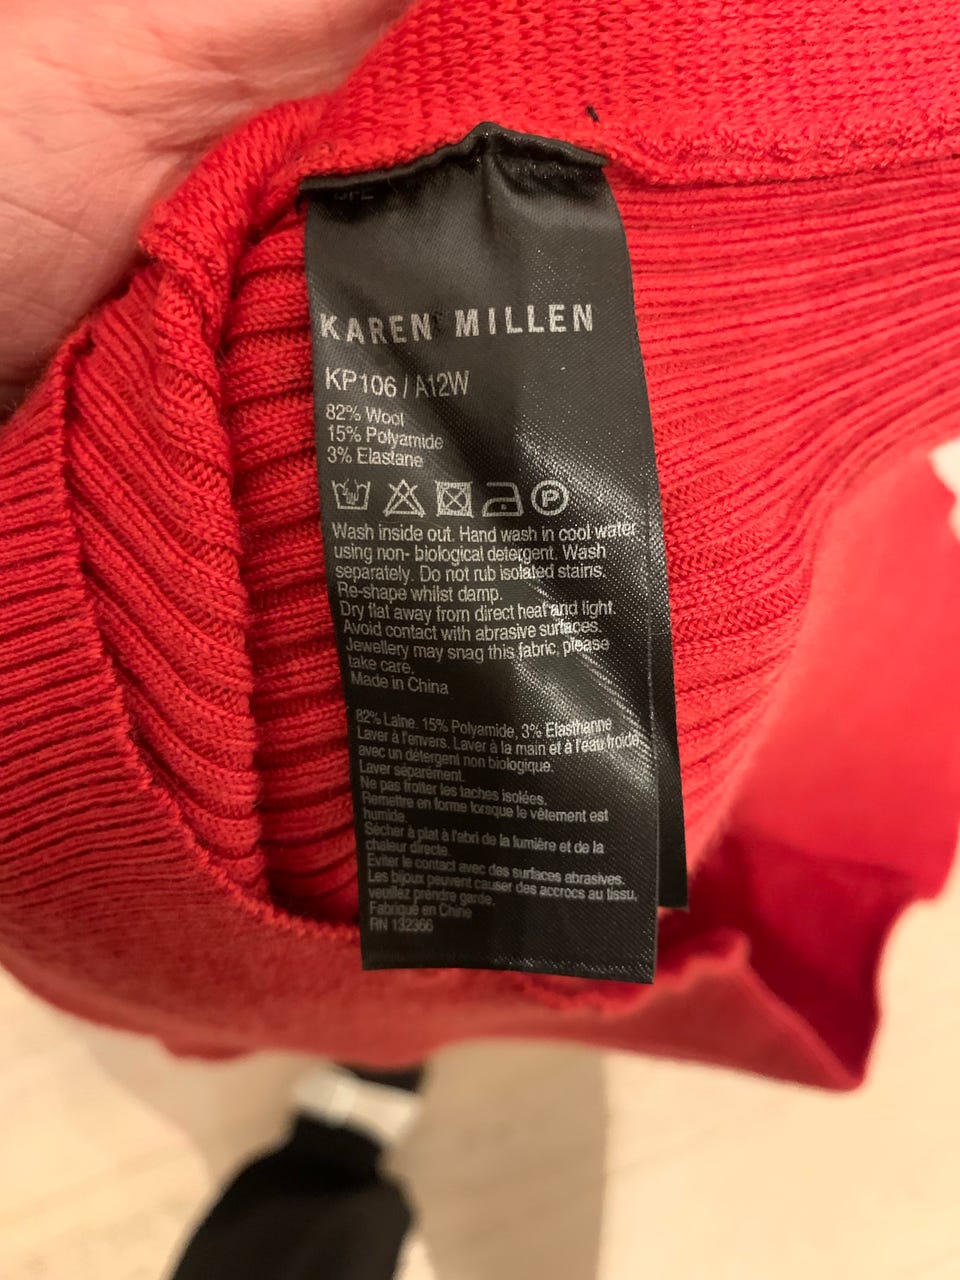 KAREN MILLEN
KP106 / A12W
82% Wool
15% Polyamide
3% Elastane
P
Wash inside out. Hand wash in cool water
using non- biological detergent. Wash
separately. Do not rub isolated stains.
Re-shape whilst damp.
Dry flat away from direct heat and light.
Avoid contact with abrasive surfaces.
Jewellery may snag this fabric, please
take care.
Made in China
82% Laine. 15% Polyamide, 3% Elasthanne
Laver à l'envers. Laver à la main et à l'eau froide
avec un détergent non biologique.
Laver séparément.
Ne pas frotter les taches isolées.
Remettre en forme lorsque le vêtement est
humide.
Sécher à plat à l'abri de la lumière et de la
chaleur directe.
Eviter le contact avec des surfaces abrasives.
Les bijoux peuvent causer des accrocs au tissu,
veuillez prendre garde.
Fabriqué en Chine
RN 132366